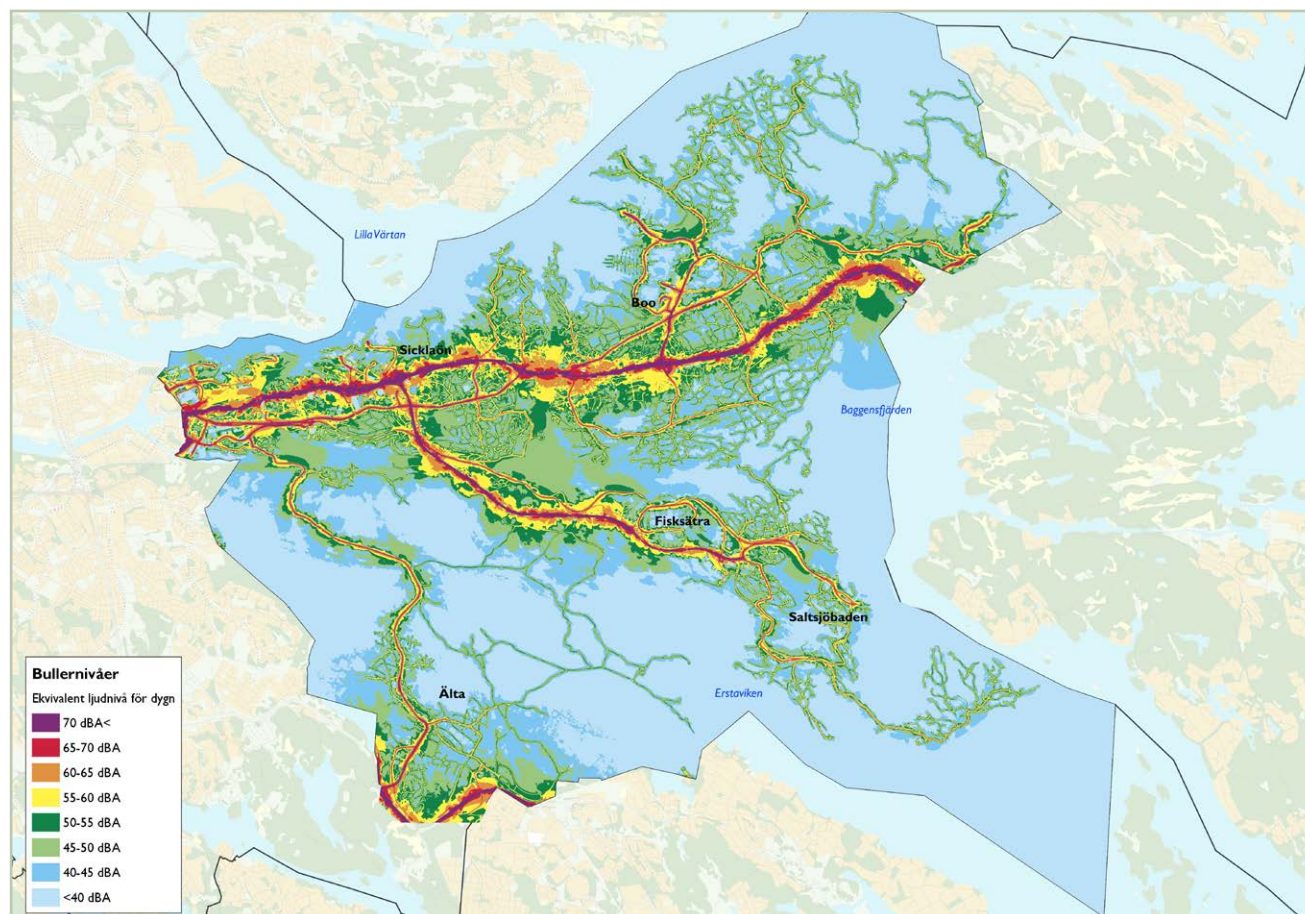 Lilla Värtan
Boo
Sicklaön
Baggensfjärden
Fisksätra
Saltsjöbaden
Älta
Erstaviken
Bullernivåer
Ekvivalent ljudnivå för dygn
70 dBA<
65-70 dBA
60-65 dBA
55-60 dBA
50-55 dBA
45-50 dBA
40-45 dBA
<40 dBA